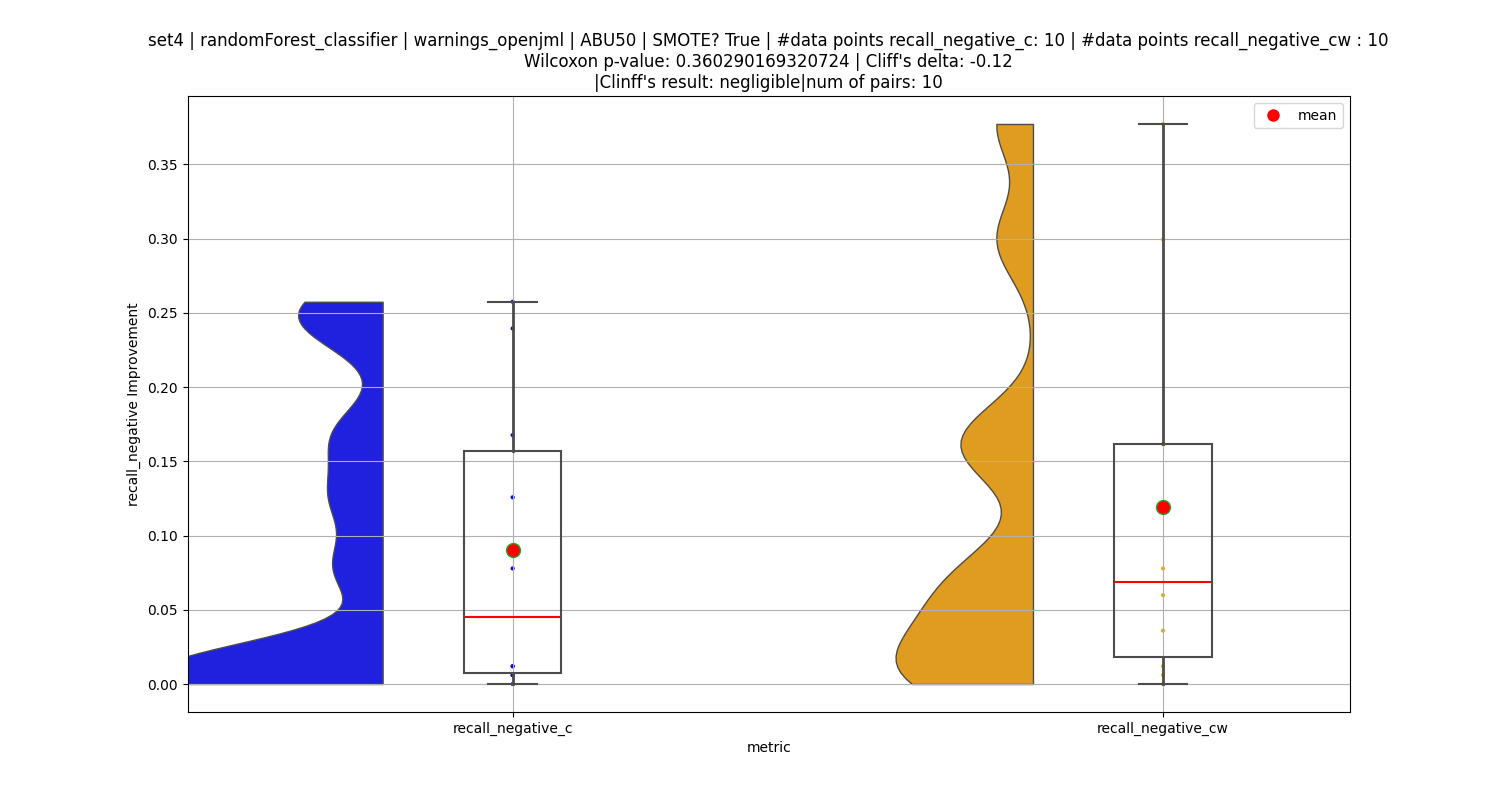 set4 | randomForest_classifier | warnings_openjml | ABU50 | SMOTE? True | #data points recall_negative_c: 10 | #data points recall_negative_cw : 10
Wilcoxon p-value: 0.360290169320724 | Cliff's delta: -0.12
|Clinff's result: negligible|num of pairs: 10
mean
0.35
0.30
0.25
0.20
0.15
0.10
0.05
0.00
recall_negative Improvement
recall_negative_c
recall_negative_cw
metric